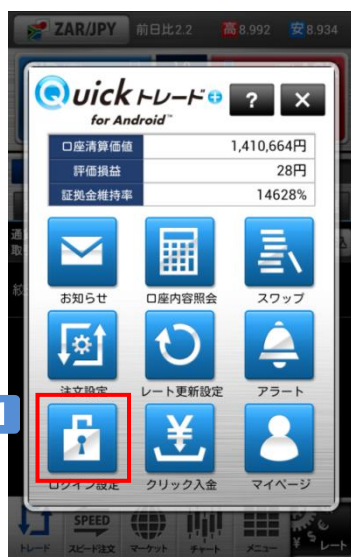 ZAR/JPY 前日比2.2 高 8.992 安 8.934
Quick トレード+ ? ×
for Android™
口座清算価値 1,410,664円
評価損益 28円
証拠金維持率 14628%
お知らせ 口座内容照会 スワップ
注文設定 レート更新設定 アラート
ログイン設定 クリック入金 マイページ
SPEED
トレード スピード注文 マーケット チャート メニュー レート